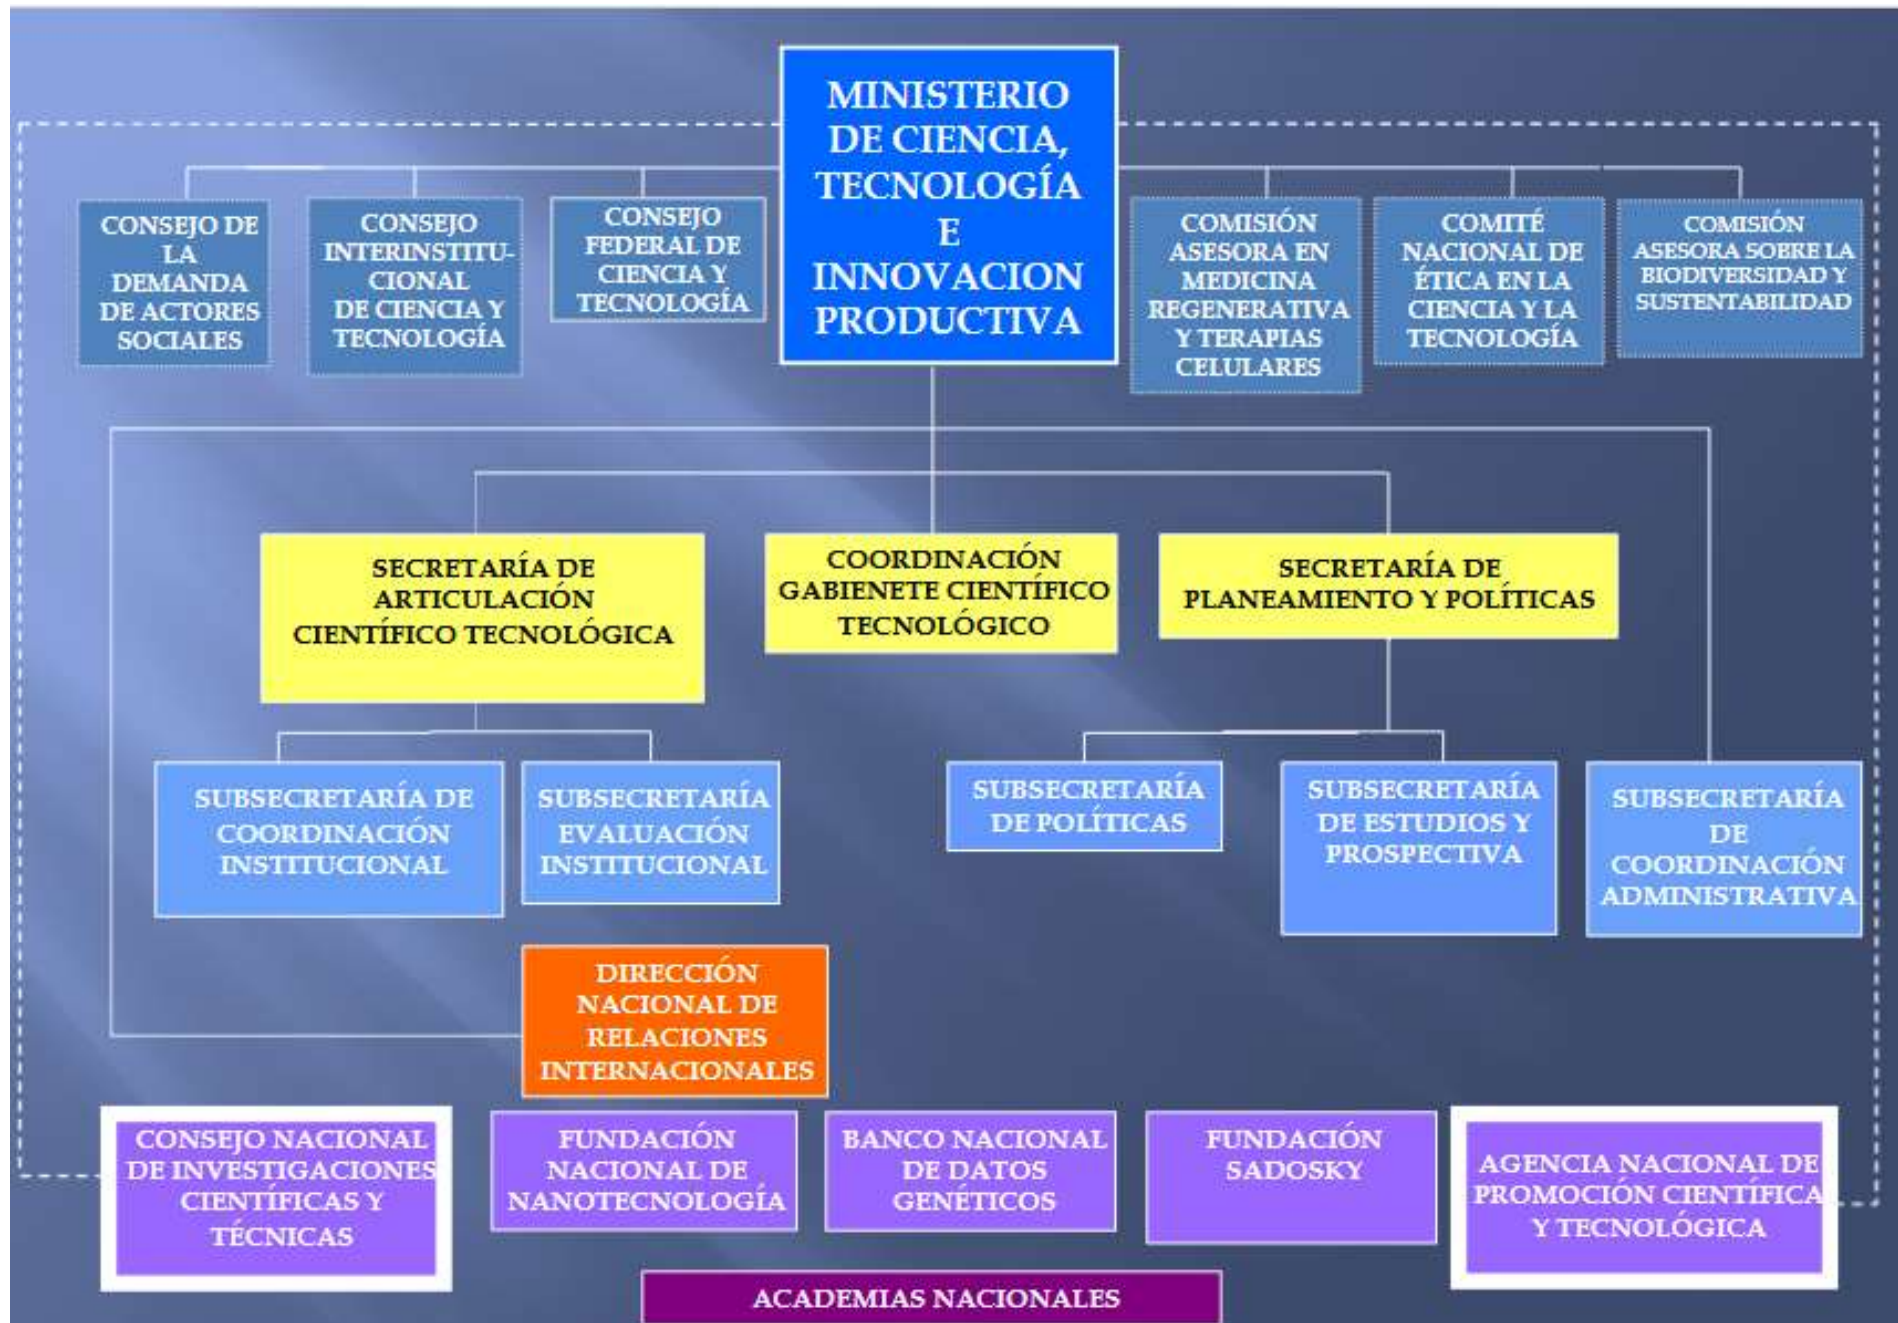 MINISTERIO
DE CIENCIA,
TECNOLOGÍA
E
INNOVACION
PRODUCTIVA
CONSEJO DE
LA
DEMANDA
DE ACTORES
SOCIALES
CONSEJO
INTERINSTITU-
CIONAL
DE CIENCIA Y
TECNOLOGÍA
CONSEJO
FEDERAL DE
CIENCIA Y
TECNOLOGÍA
COMISIÓN
ASESORA EN
MEDICINA
REGENERATIVA
Y TERAPIAS
CELULARES
COMITÉ
NACIONAL DE
ÉTICA EN LA
CIENCIA Y LA
TECNOLOGÍA
COMISIÓN
ASESORA SOBRE LA
BIODIVERSIDAD Y
SUSTENTABILIDAD
SECRETARÍA DE
ARTICULACIÓN
CIENTÍFICO TECNOLÓGICA
COORDINACIÓN
GABIENETE CIENTÍFICO
TECNOLÓGICO
SECRETARÍA DE
PLANEAMIENTO Y POLÍTICAS
SUBSECRETARÍA DE
COORDINACIÓN
INSTITUCIONAL
SUBSECRETARÍA
EVALUACIÓN
INSTITUCIONAL
SUBSECRETARÍA
DE POLÍTICAS
SUBSECRETARÍA
DE ESTUDIOS Y
PROSPECTIVA
SUBSECRETARÍA
DE
COORDINACIÓN
ADMINISTRATIVA
DIRECCIÓN
NACIONAL DE
RELACIONES
INTERNACIONALES
CONSEJO NACIONAL
DE INVESTIGACIONES
CIENTÍFICAS Y
TÉCNICAS
FUNDACIÓN
NACIONAL DE
NANOTECNOLOGÍA
BANCO NACIONAL
DE DATOS
GENÉTICOS
FUNDACIÓN
SADOSKY
AGENCIA NACIONAL DE
PROMOCIÓN CIENTÍFICA
Y TECNOLÓGICA
ACADEMIAS NACIONALES